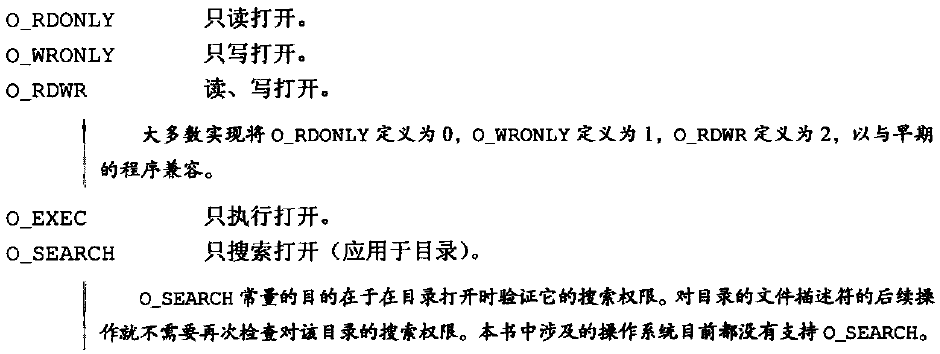 O_RDONLY 只读打开。
O_WRONLY 只写打开。
O_RDWR 读、写打开。
大多数实现将 O_RDONLY 定义为 0，O_WRONLY 定义为 1，O_RDWR 定义为 2，以与早期
的程序兼容。
O_EXEC 只执行打开。
O_SEARCH 只搜索打开（应用于目录）。
O_SEARCH 常量的目的在于在目录打开时验证它的搜索权限。对目录的文件描述符的后续操
作就不需要再次检查对该目录的搜索权限。本书中涉及的操作系统目前都没有支持 O_SEARCH。